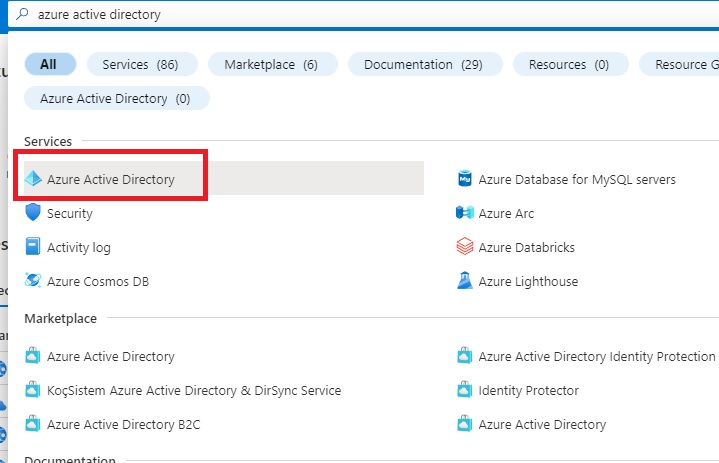 azure active directory
All
Services (86)
Marketplace (6)
Documentation (29)
Resources (0)
Resource G
Azure Active Directory (0)
Services
Azure Active Directory
Azure Database for MySQL servers
Security
Azure Arc
Activity log
Azure Databricks
Azure Cosmos DB
Azure Lighthouse
Marketplace
Azure Active Directory
Azure Active Directory Identity Protection
KoçSistem Azure Active Directory & DirSync Service
Identity Protector
Azure Active Directory B2C
Azure Active Directory
Documentation